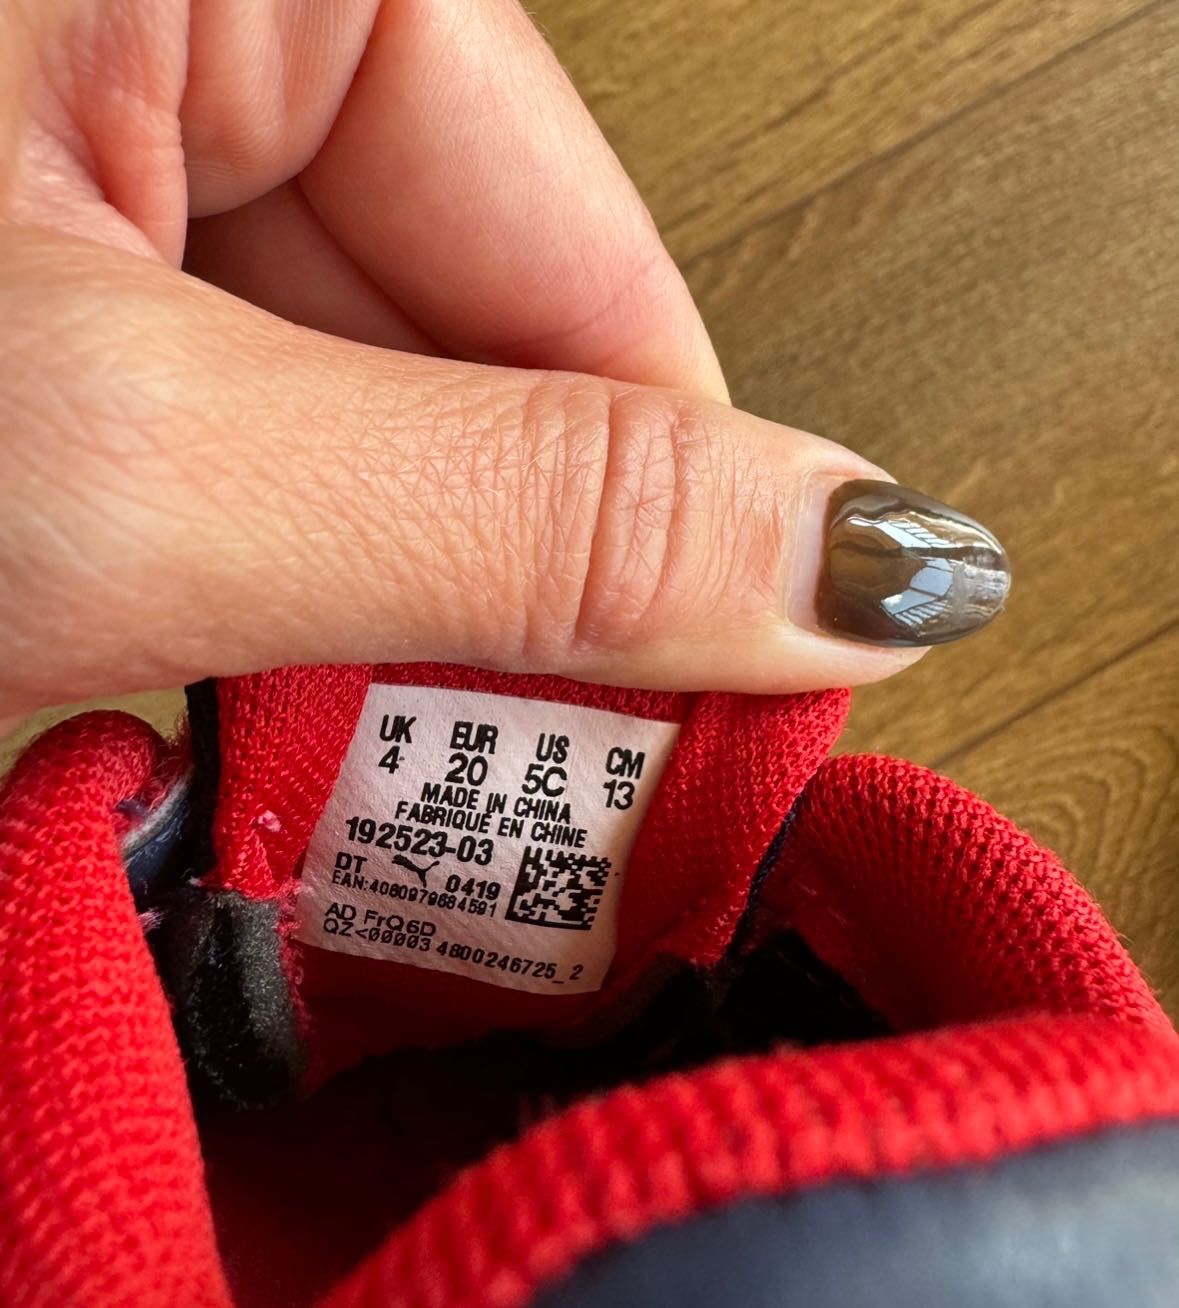 UK EUR US CM
4 20 5C 13
MADE IN CHINA
FABRIQUÉ EN CHINE
192523-03
DT 0419
EAN:4060979684591
AD FrQ6D
QZ<00003 4800246725_2